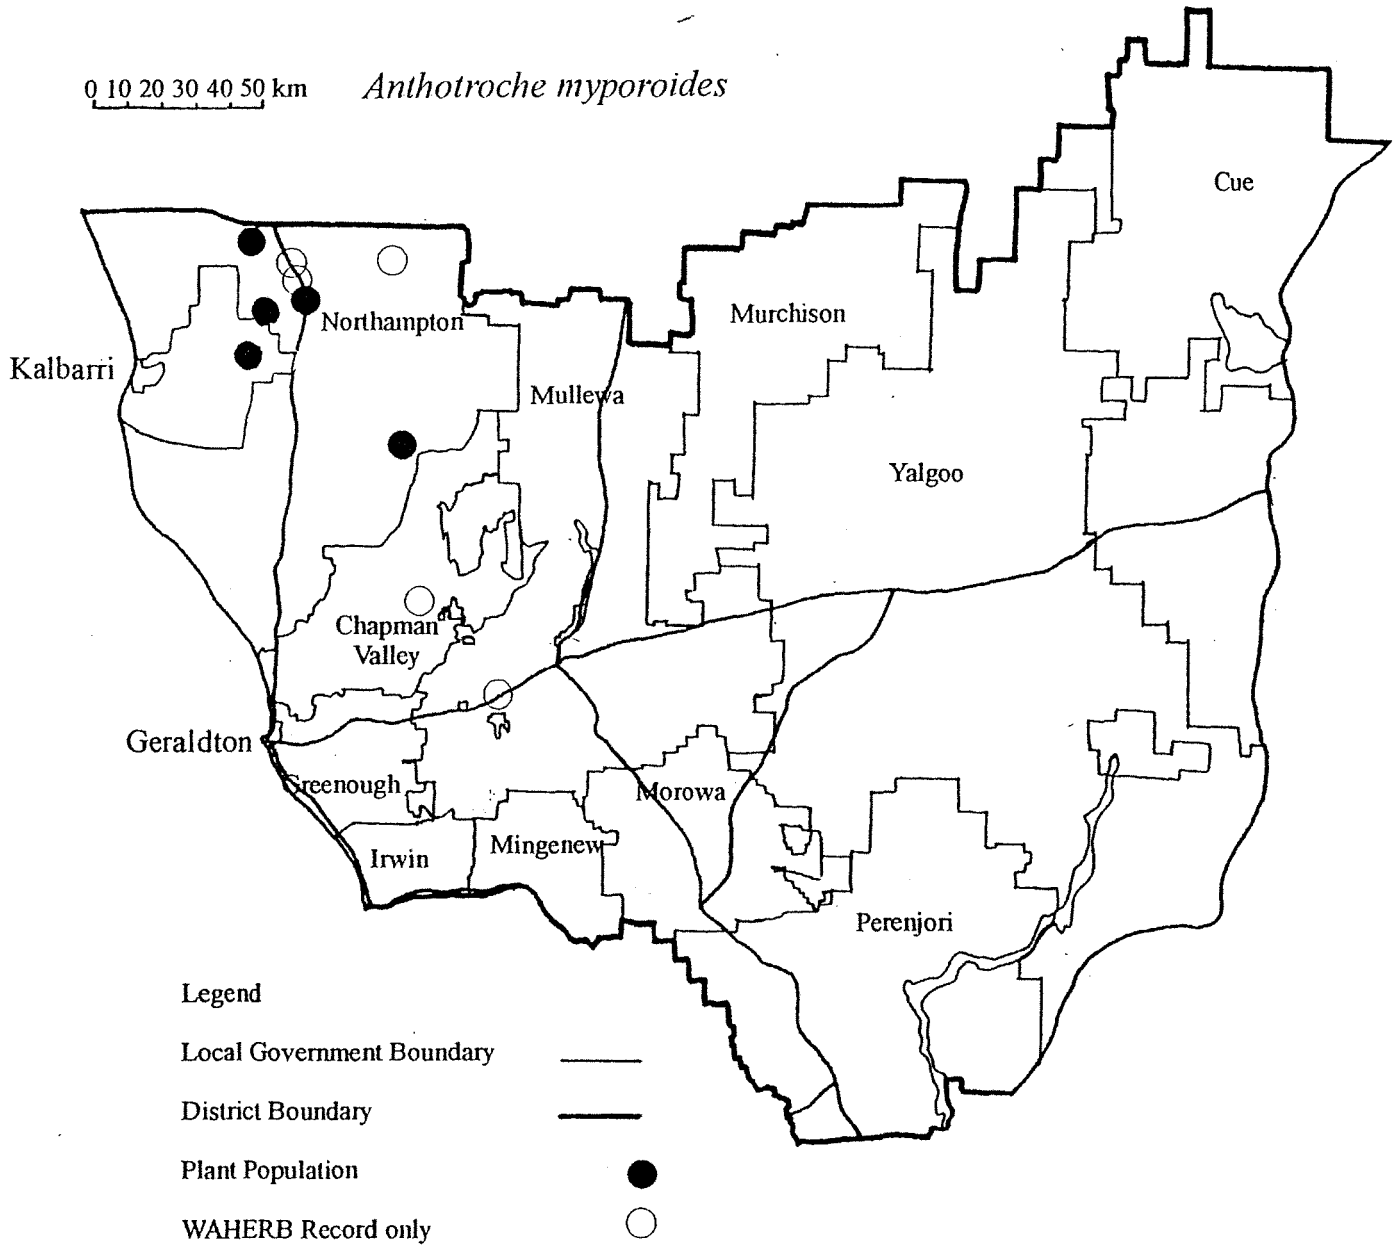 0 10 20 30 40 50 km
Anthotroche myporoides
Cue
Murchison
Northampton
Kalbarri
Mullewa
Yalgoo
Chapman
Valley
Geraldton
Greenough
Morowa
Mingenew
Irwin
Perenjori
Legend
Local Government Boundary
District Boundary
Plant Population
WAHERB Record only